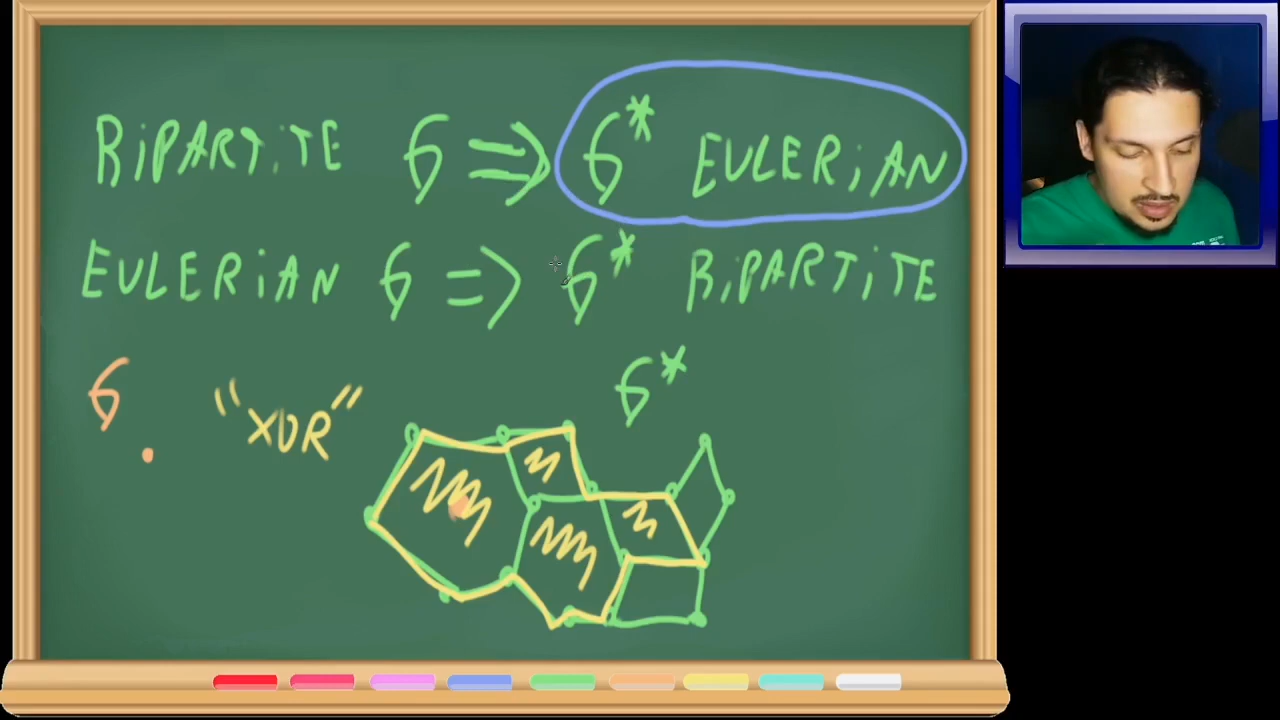 BiPARTiTE G => G* EULERiAN
EULERiAN G => G* BiPARTiTE
G "XOR" G*